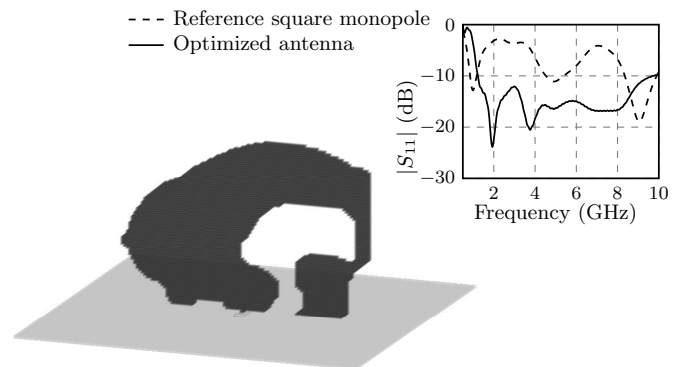 Reference square monopole
Optimized antenna
|S₁₁| (dB)
0
−10
−20
−30
2 4 6 8 10
Frequency (GHz)